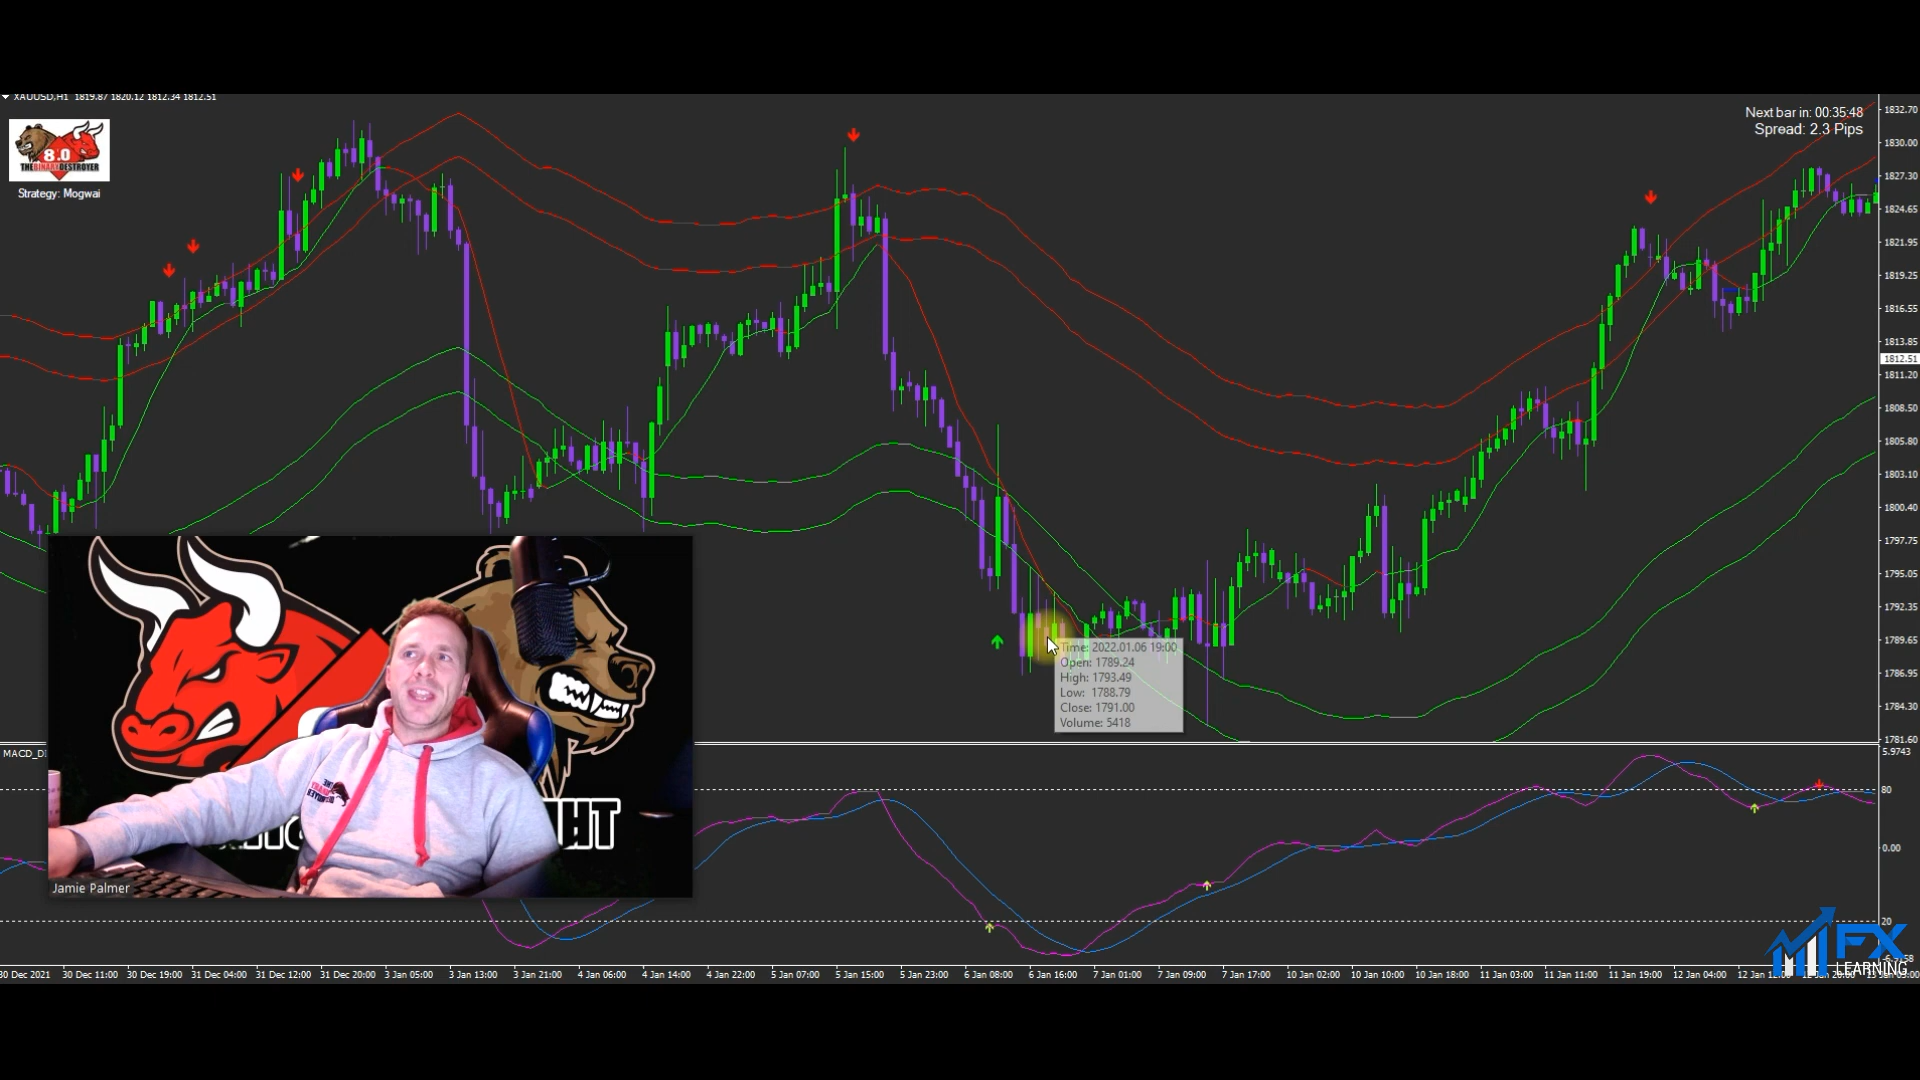 XAUUSD,H1 1819.87 1820.12 1812.34 1812.51
Next bar in: 00:35:48
Spread: 2.3 Pips
8.0
THE BINARY DESTROYER
Strategy: Mogwai
1832.70
1830.00
1827.30
1824.65
1821.95
1819.25
1816.55
1813.85
1812.51
1811.20
1808.50
1805.80
1803.10
1800.40
1797.75
1795.05
1792.35
1789.65
1786.95
1784.30
1781.60
Time: 2022.01.06 19:00
Open: 1789.24
High: 1793.49
Low: 1788.79
Close: 1791.00
Volume: 5418
5.9743
80
0.00
20
Jamie Palmer
FX
LEARNING
30 Dec 2021
30 Dec 11:00
30 Dec 19:00
31 Dec 04:00
31 Dec 12:00
31 Dec 20:00
3 Jan 05:00
3 Jan 13:00
3 Jan 21:00
4 Jan 06:00
4 Jan 14:00
4 Jan 22:00
5 Jan 07:00
5 Jan 15:00
5 Jan 23:00
6 Jan 08:00
6 Jan 16:00
7 Jan 01:00
7 Jan 09:00
7 Jan 17:00
10 Jan 02:00
10 Jan 10:00
10 Jan 18:00
11 Jan 03:00
11 Jan 11:00
11 Jan 19:00
12 Jan 04:00